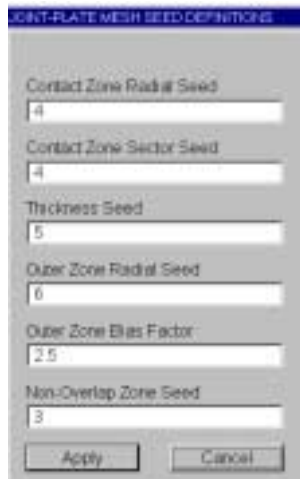 JOINT-PLATE MESH SEED DEFINITIONS
Contact Zone Radial Seed
4
Contact Zone Sector Seed
4
Thickness Seed
5
Outer Zone Radial Seed
6
Outer Zone Bias Factor
2.5
Non-Overlap Zone Seed
3
Apply
Cancel